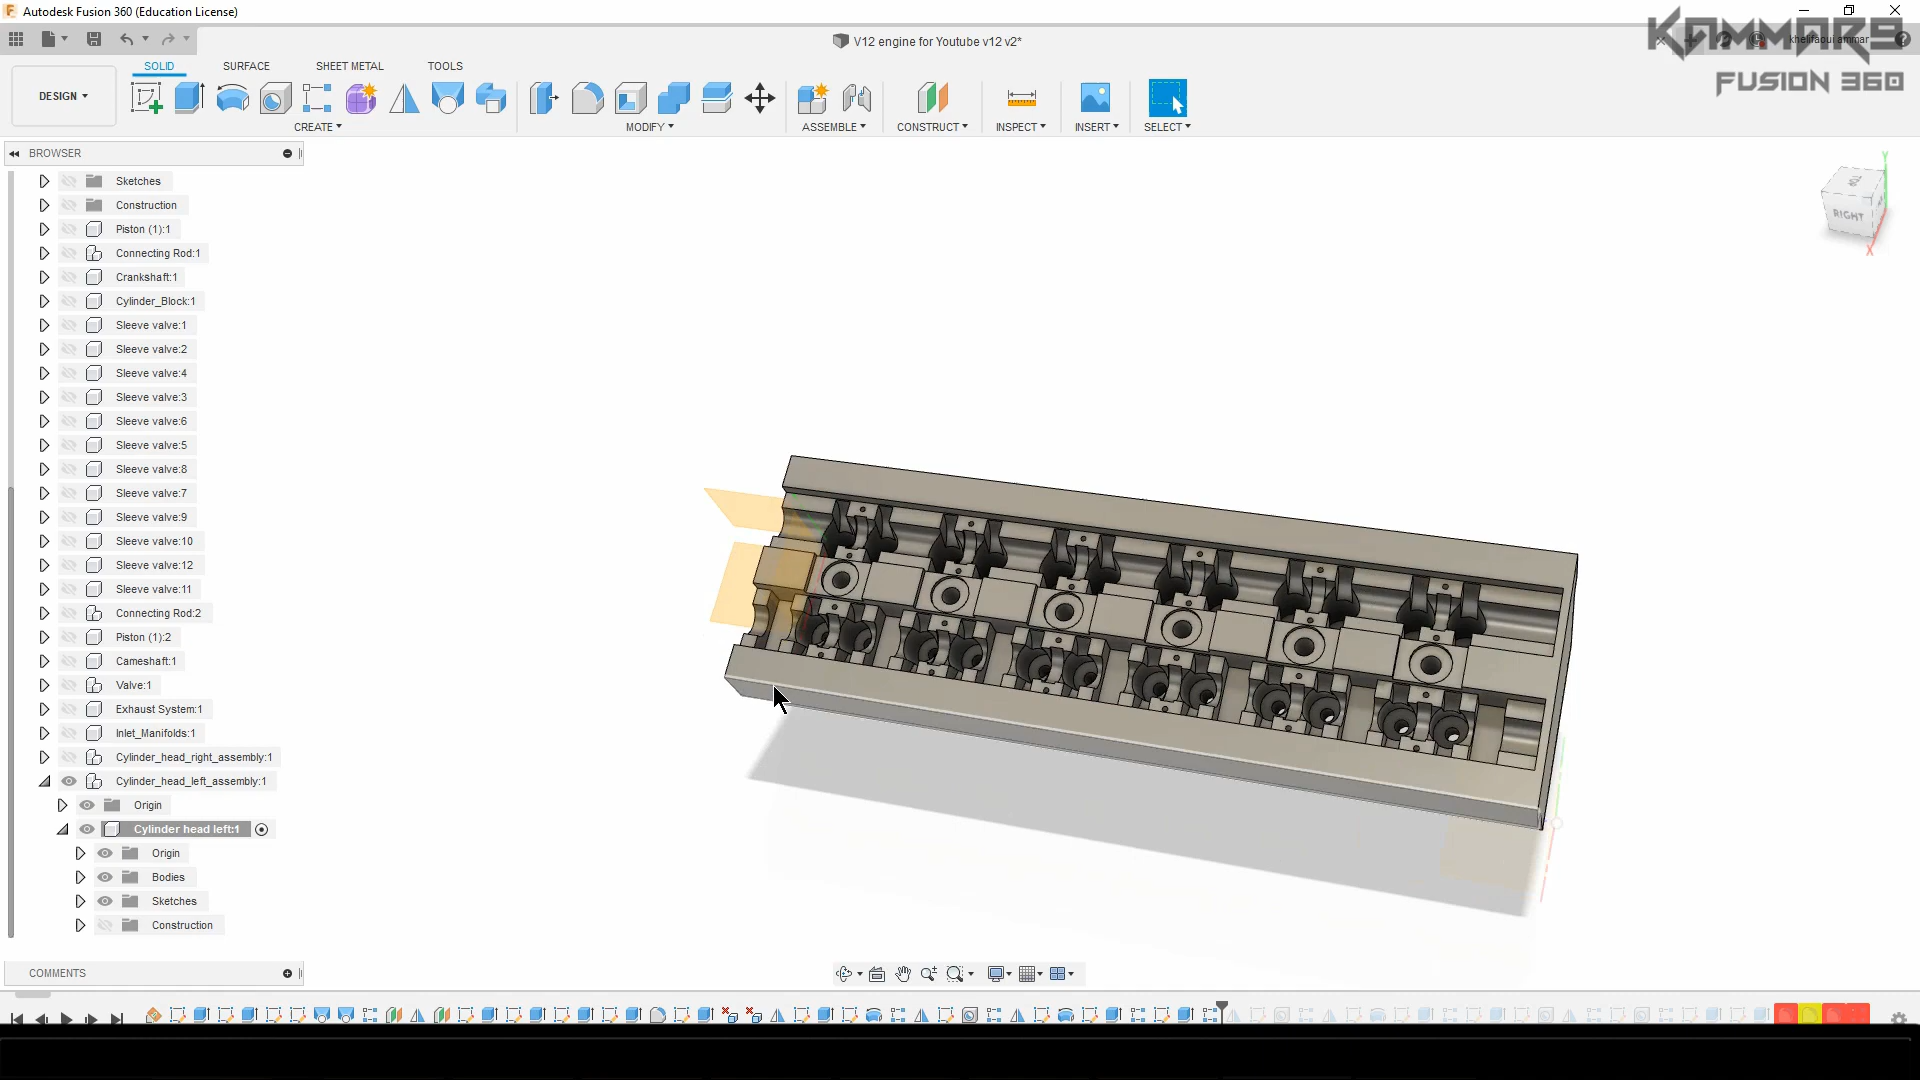 Autodesk Fusion 360 (Education License)
V12 engine for Youtube v12 v2*
khelifaoui ammar
KAMMAR9
FUSION 360
SOLID SURFACE SHEET METAL TOOLS
DESIGN
CREATE MODIFY ASSEMBLE CONSTRUCT INSPECT INSERT SELECT
BROWSER
Sketches
Construction
Piston (1):1
Connecting Rod:1
Crankshaft:1
Cylinder_Block:1
Sleeve valve:1
Sleeve valve:2
Sleeve valve:4
Sleeve valve:3
Sleeve valve:6
Sleeve valve:5
Sleeve valve:8
Sleeve valve:7
Sleeve valve:9
Sleeve valve:10
Sleeve valve:12
Sleeve valve:11
Connecting Rod:2
Piston (1):2
Cameshaft:1
Valve:1
Exhaust System:1
Inlet_Manifolds:1
Cylinder_head_right_assembly:1
Cylinder_head_left_assembly:1
Origin
Cylinder head left:1
Origin
Bodies
Sketches
Construction
COMMENTS
TOP
RIGHT
Y
X